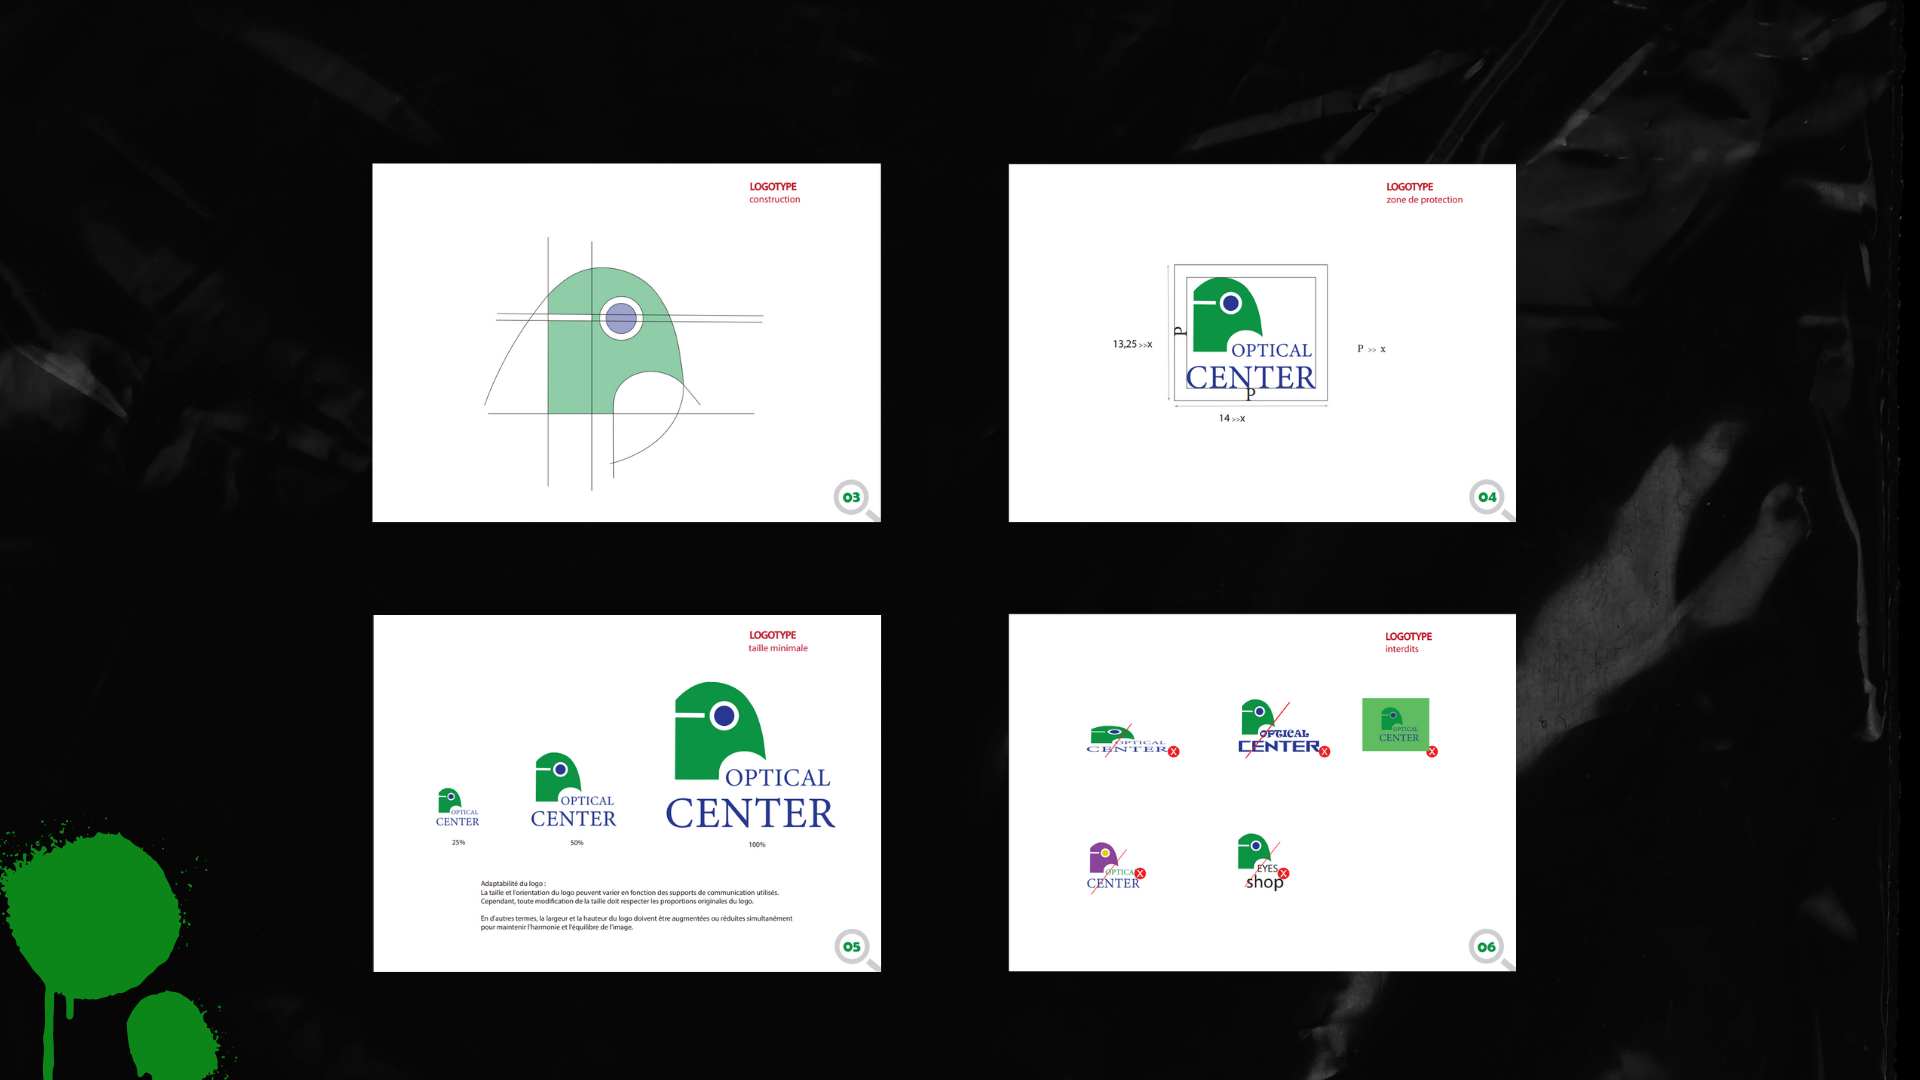 LOGOTYPE
construction
03
LOGOTYPE
zone de protection
13,25 >>x
P
OPTICAL
CENTER
P
P >> x
14 >>x
04
LOGOTYPE
taille minimale
OPTICAL
CENTER
25%
OPTICAL
CENTER
50%
OPTICAL
CENTER
100%
Adaptabilité du logo :
La taille et l'orientation du logo peuvent varier en fonction des supports de communication utilisés.
Cependant, toute modification de la taille doit respecter les proportions originales du logo.
En d'autres termes, la largeur et la hauteur du logo doivent être augmentées ou réduites simultanément
pour maintenir l'harmonie et l'équilibre de l'image.
05
LOGOTYPE
interdits
OPTICAL
CENTER
X
OPTICAL
CENTER
X
OPTICAL
CENTER
X
OPTICA
CENTER
X
EYES
shop
X
06